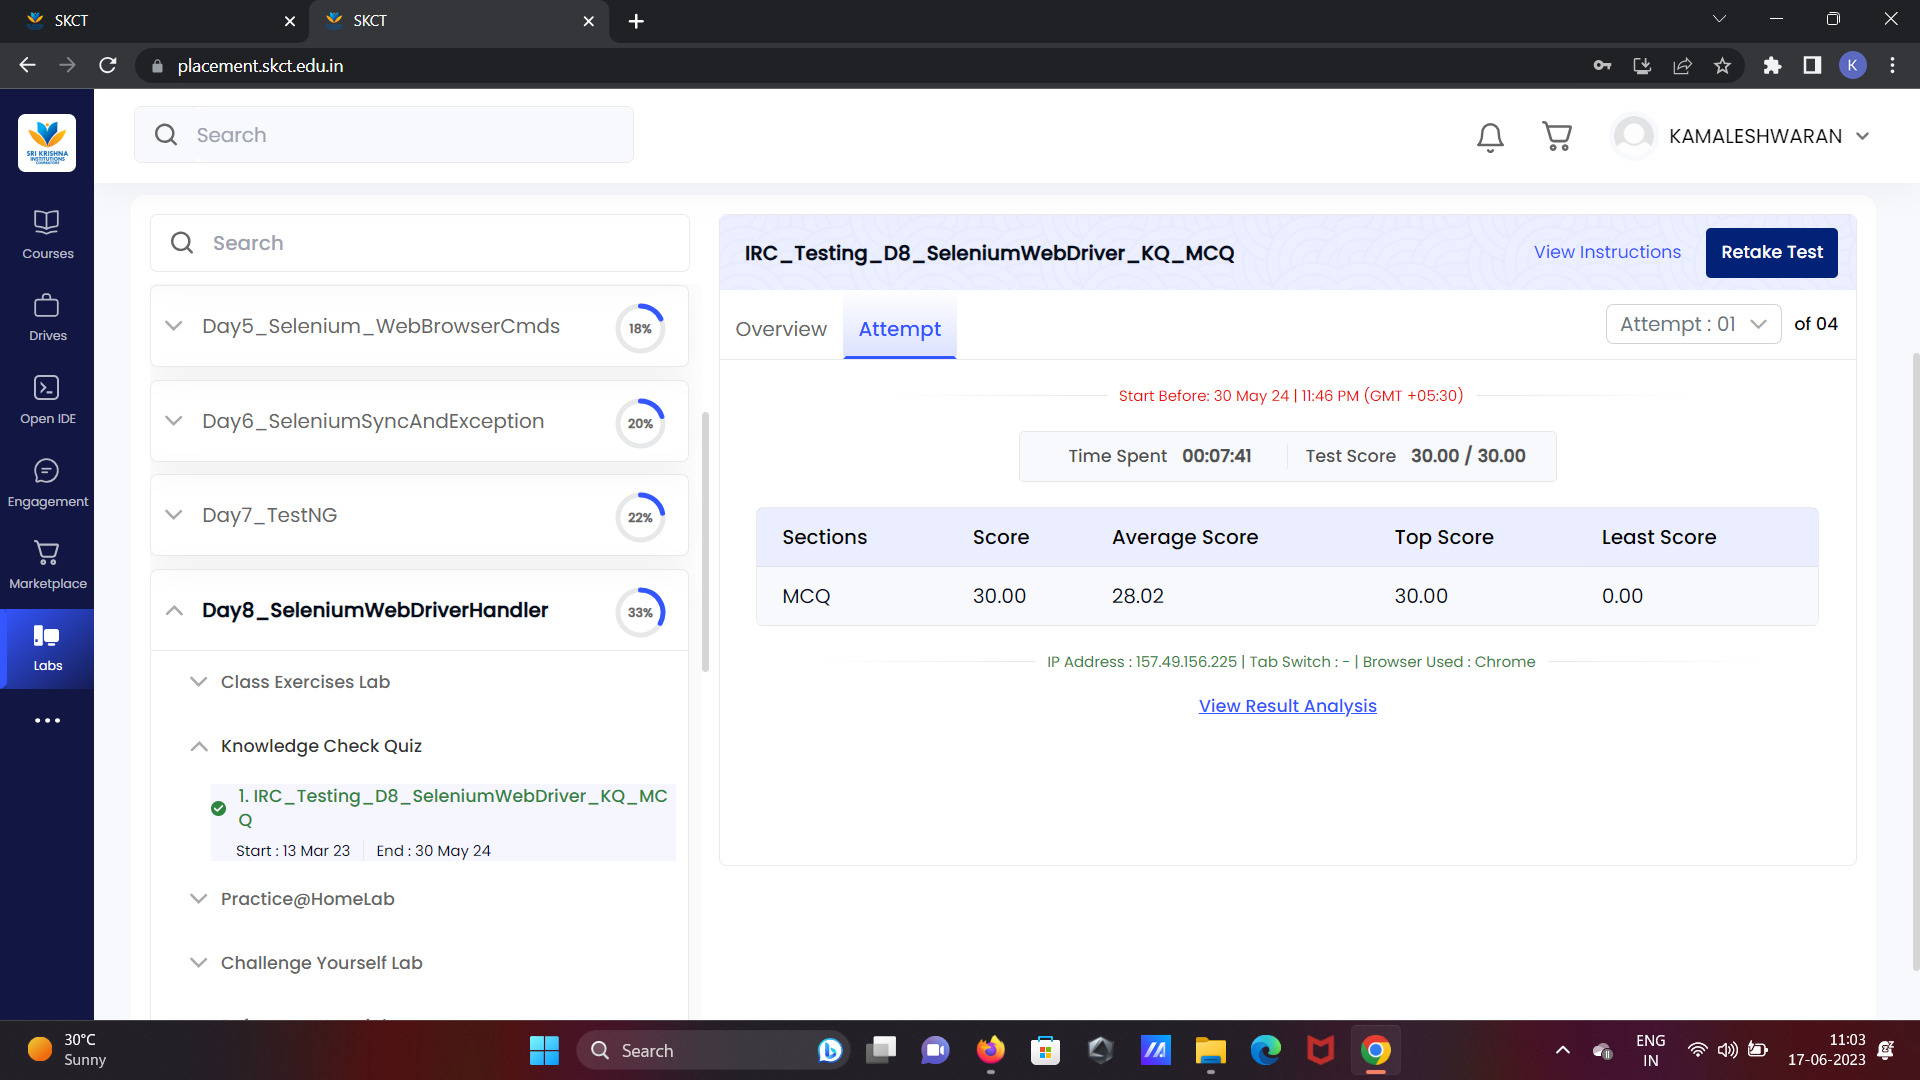 SKCT
SKCT
placement.skct.edu.in
K
SRI KRISHNA
INSTITUTIONS
Search
KAMALESHWARAN
Courses
Drives
Open IDE
Engagement
Marketplace
Labs
Search
Day5_Selenium_WebBrowserCmds
18%
Day6_SeleniumSyncAndException
20%
Day7_TestNG
22%
Day8_SeleniumWebDriverHandler
33%
Class Exercises Lab
Knowledge Check Quiz
1. IRC_Testing_D8_SeleniumWebDriver_KQ_MC
Q
Start : 13 Mar 23 End : 30 May 24
Practice@HomeLab
Challenge Yourself Lab
IRC_Testing_D8_SeleniumWebDriver_KQ_MCQ
View Instructions
Retake Test
Overview
Attempt
Attempt : 01
of 04
Start Before: 30 May 24 | 11:46 PM (GMT +05:30)
Time Spent 00:07:41 Test Score 30.00 / 30.00
Sections Score Average Score Top Score Least Score
MCQ 30.00 28.02 30.00 0.00
IP Address : 157.49.156.225 | Tab Switch : - | Browser Used : Chrome
View Result Analysis
30°C
Sunny
Search
ENG
IN
11:03
17-06-2023